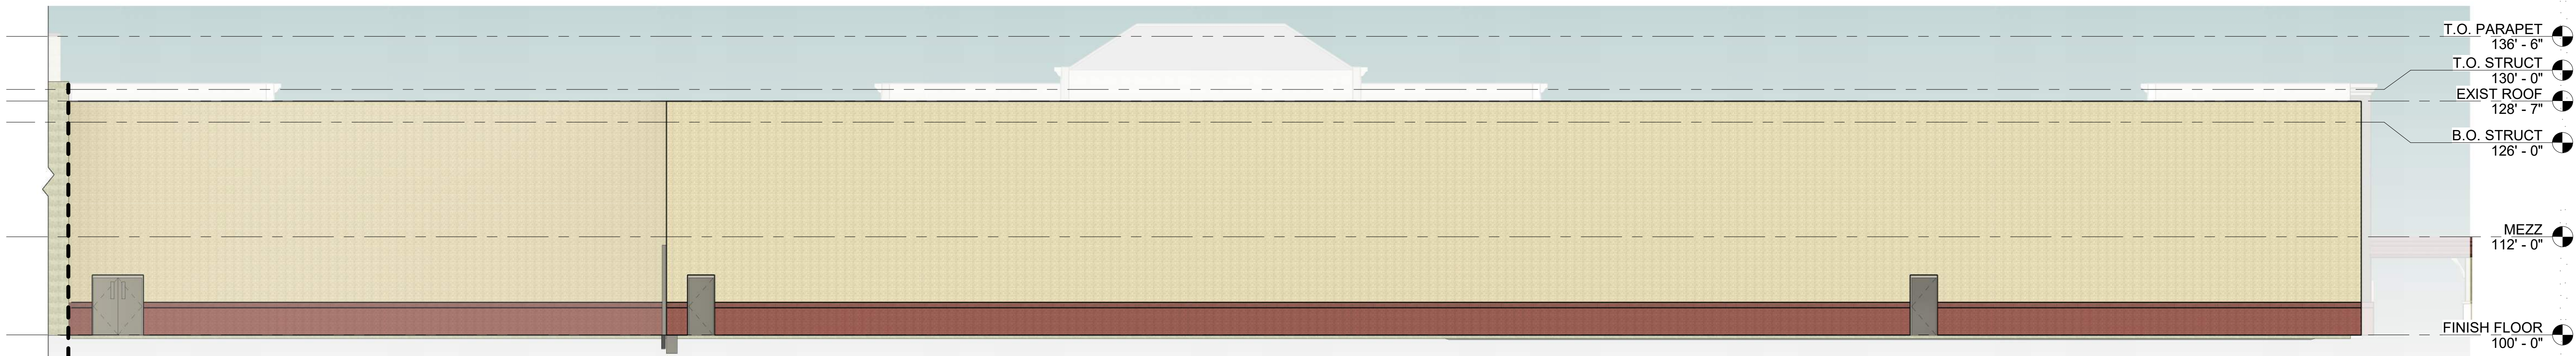 T.O. PARAPET
136' - 6"
T.O. STRUCT
130' - 0"
EXIST ROOF
128' - 7"
B.O. STRUCT
126' - 0"
MEZZ
112' - 0"
FINISH FLOOR
100' - 0"